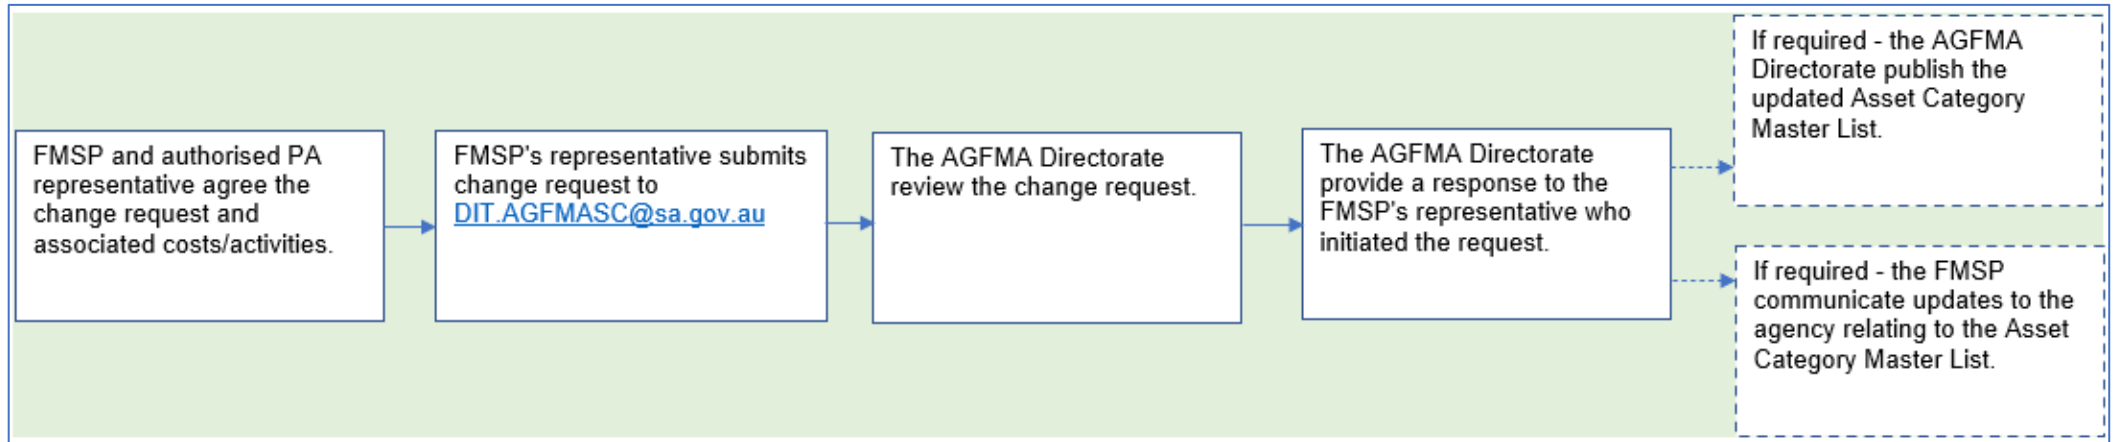 FMSP and authorised PA
representative agree the
change request and
associated costs/activities.
FMSP's representative submits
change request to
DIT.AGFMASC@sa.gov.au
The AGFMA Directorate
review the change request.
The AGFMA Directorate
provide a response to the
FMSP's representative who
initiated the request.
If required - the AGFMA
Directorate publish the
updated Asset Category
Master List.
If required - the FMSP
communicate updates to the
agency relating to the Asset
Category Master List.